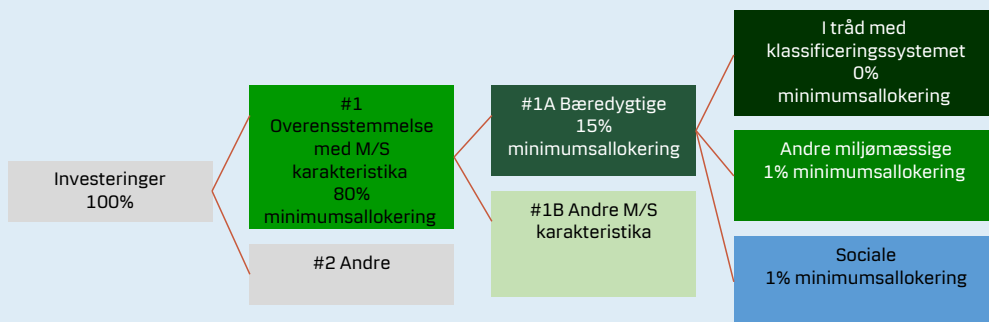 Investeringer
100%
#1
Overensstemmelse
med M/S
karakteristika
80%
minimumsallokering
#2 Andre
#1A Bæredygtige
15%
minimumsallokering
#1B Andre M/S
karakteristika
I tråd med
klassificeringssystemet
0%
minimumsallokering
Andre miljømæssige
1% minimumsallokering
Sociale
1% minimumsallokering